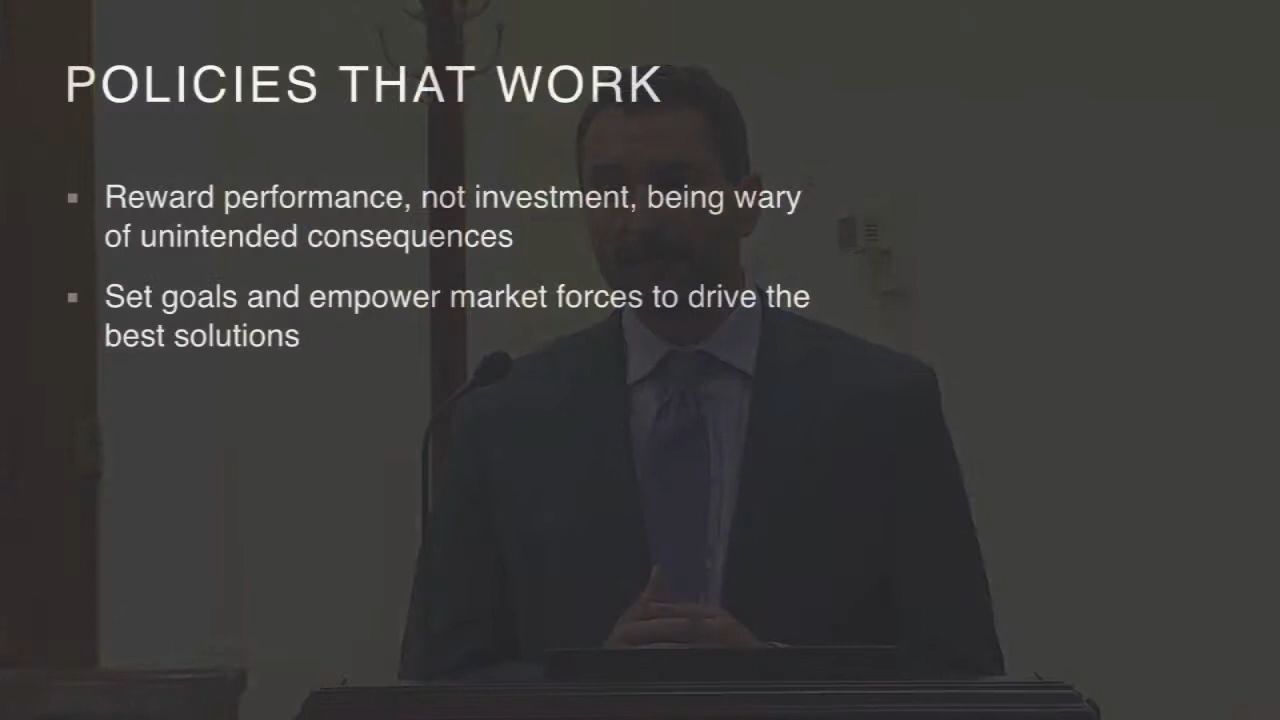 POLICIES THAT WORK
Reward performance, not investment, being wary
of unintended consequences
Set goals and empower market forces to drive the
best solutions